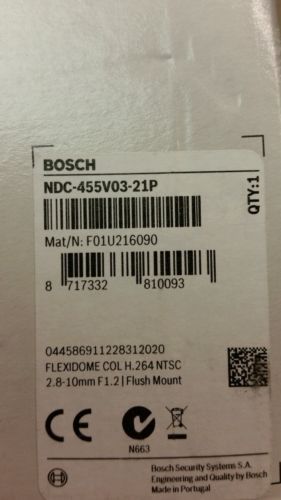 BOSCH
NDC-455V03-21P
QTY:1
Mat/N: F01U216090
8 717332 810093
044586911228312020
FLEXIDOME COL H.264 NTSC
2.8-10mm F1.2 | Flush Mount
CE
N663
Bosch Security Systems S.A.
Engineering and Quality by Bosch
Made in Portugal